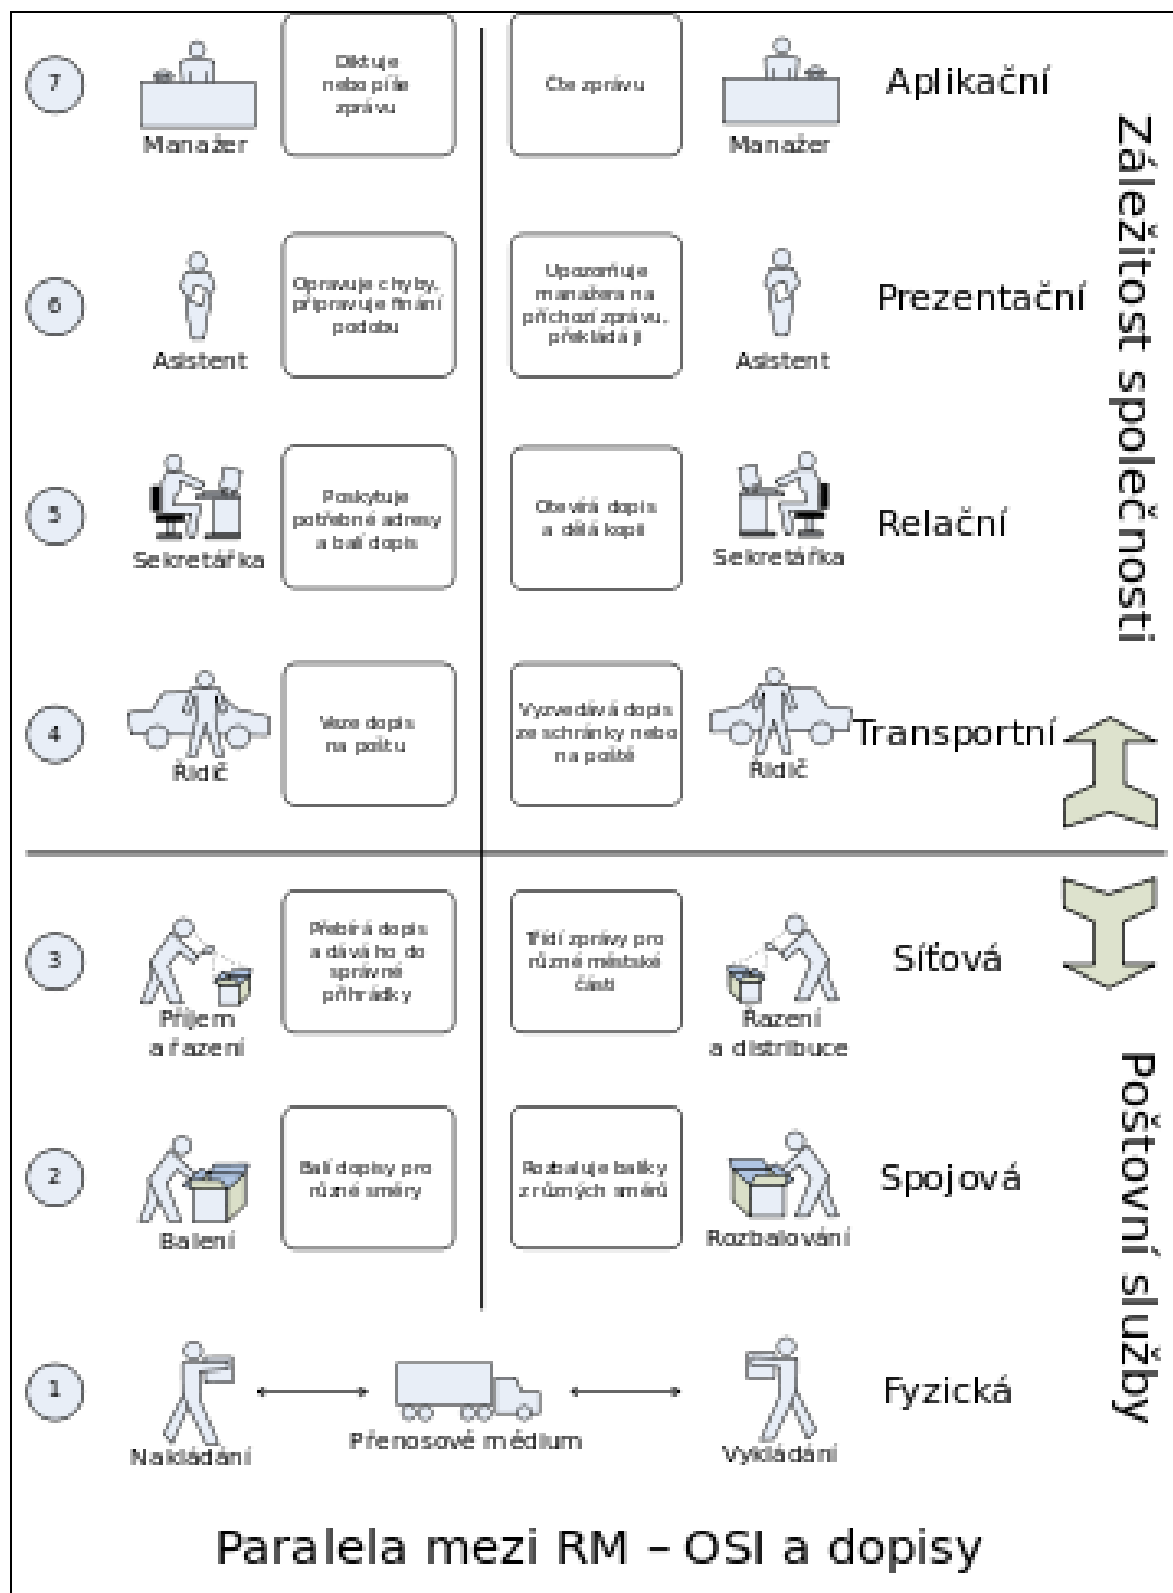 7
Diktuje
nebo píše
zprávu
Čte zprávu
Manažer
Manažer
Aplikační
6
Opravuje chyby,
připravuje finání
podobu
Upozorňuje
manažera na
příchozí zprávu,
překládá ji
Asistent
Asistent
Prezentační
5
Poskytuje
potřebné adresy
a balí dopis
Otevírá dopis
a dělá kopii
Sekretářka
Sekretářka
Relační
4
Veze dopis
na poštu
Vyzvedává dopis
ze schránky nebo
na poště
Řidič
Řidič
Transportní
Záležitost společnosti
3
Přebírá dopis
a dává ho do
správné
přihrádky
Třídí zprávy pro
různé městské
části
Příjem
a řazení
Řazení
a distribuce
Síťová
2
Balí dopisy pro
různé směry
Rozbaluje balíky
z různých směrů
Balení
Rozbalování
Spojová
1
Nakládání
Přenosové médium
Vykládání
Fyzická
Poštovní služby
Paralela mezi RM – OSI a dopisy